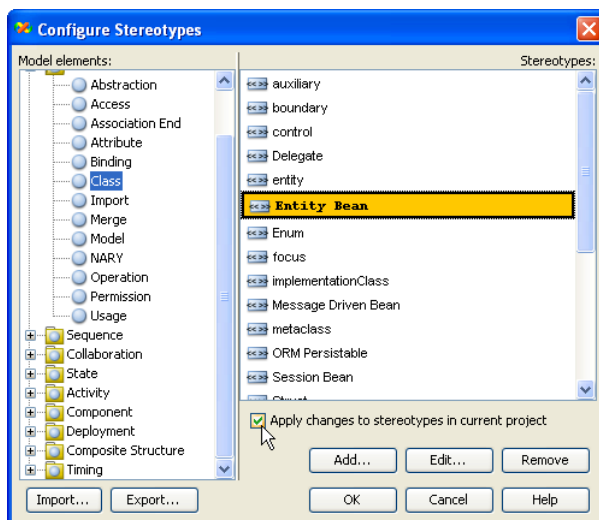 Configure Stereotypes
Model elements:
Abstraction
Access
Association End
Attribute
Binding
Class
Import
Merge
Model
NARY
Operation
Permission
Usage
Sequence
Collaboration
State
Activity
Component
Deployment
Composite Structure
Timing
Import...
Export...
Stereotypes:
«» auxiliary
«» boundary
«» control
«» Delegate
«» entity
«» Entity Bean
«» Enum
«» focus
«» implementationClass
«» Message Driven Bean
«» metaclass
«» ORM Persistable
«» Session Bean
Apply changes to stereotypes in current project
Add...
Edit...
Remove
OK
Cancel
Help